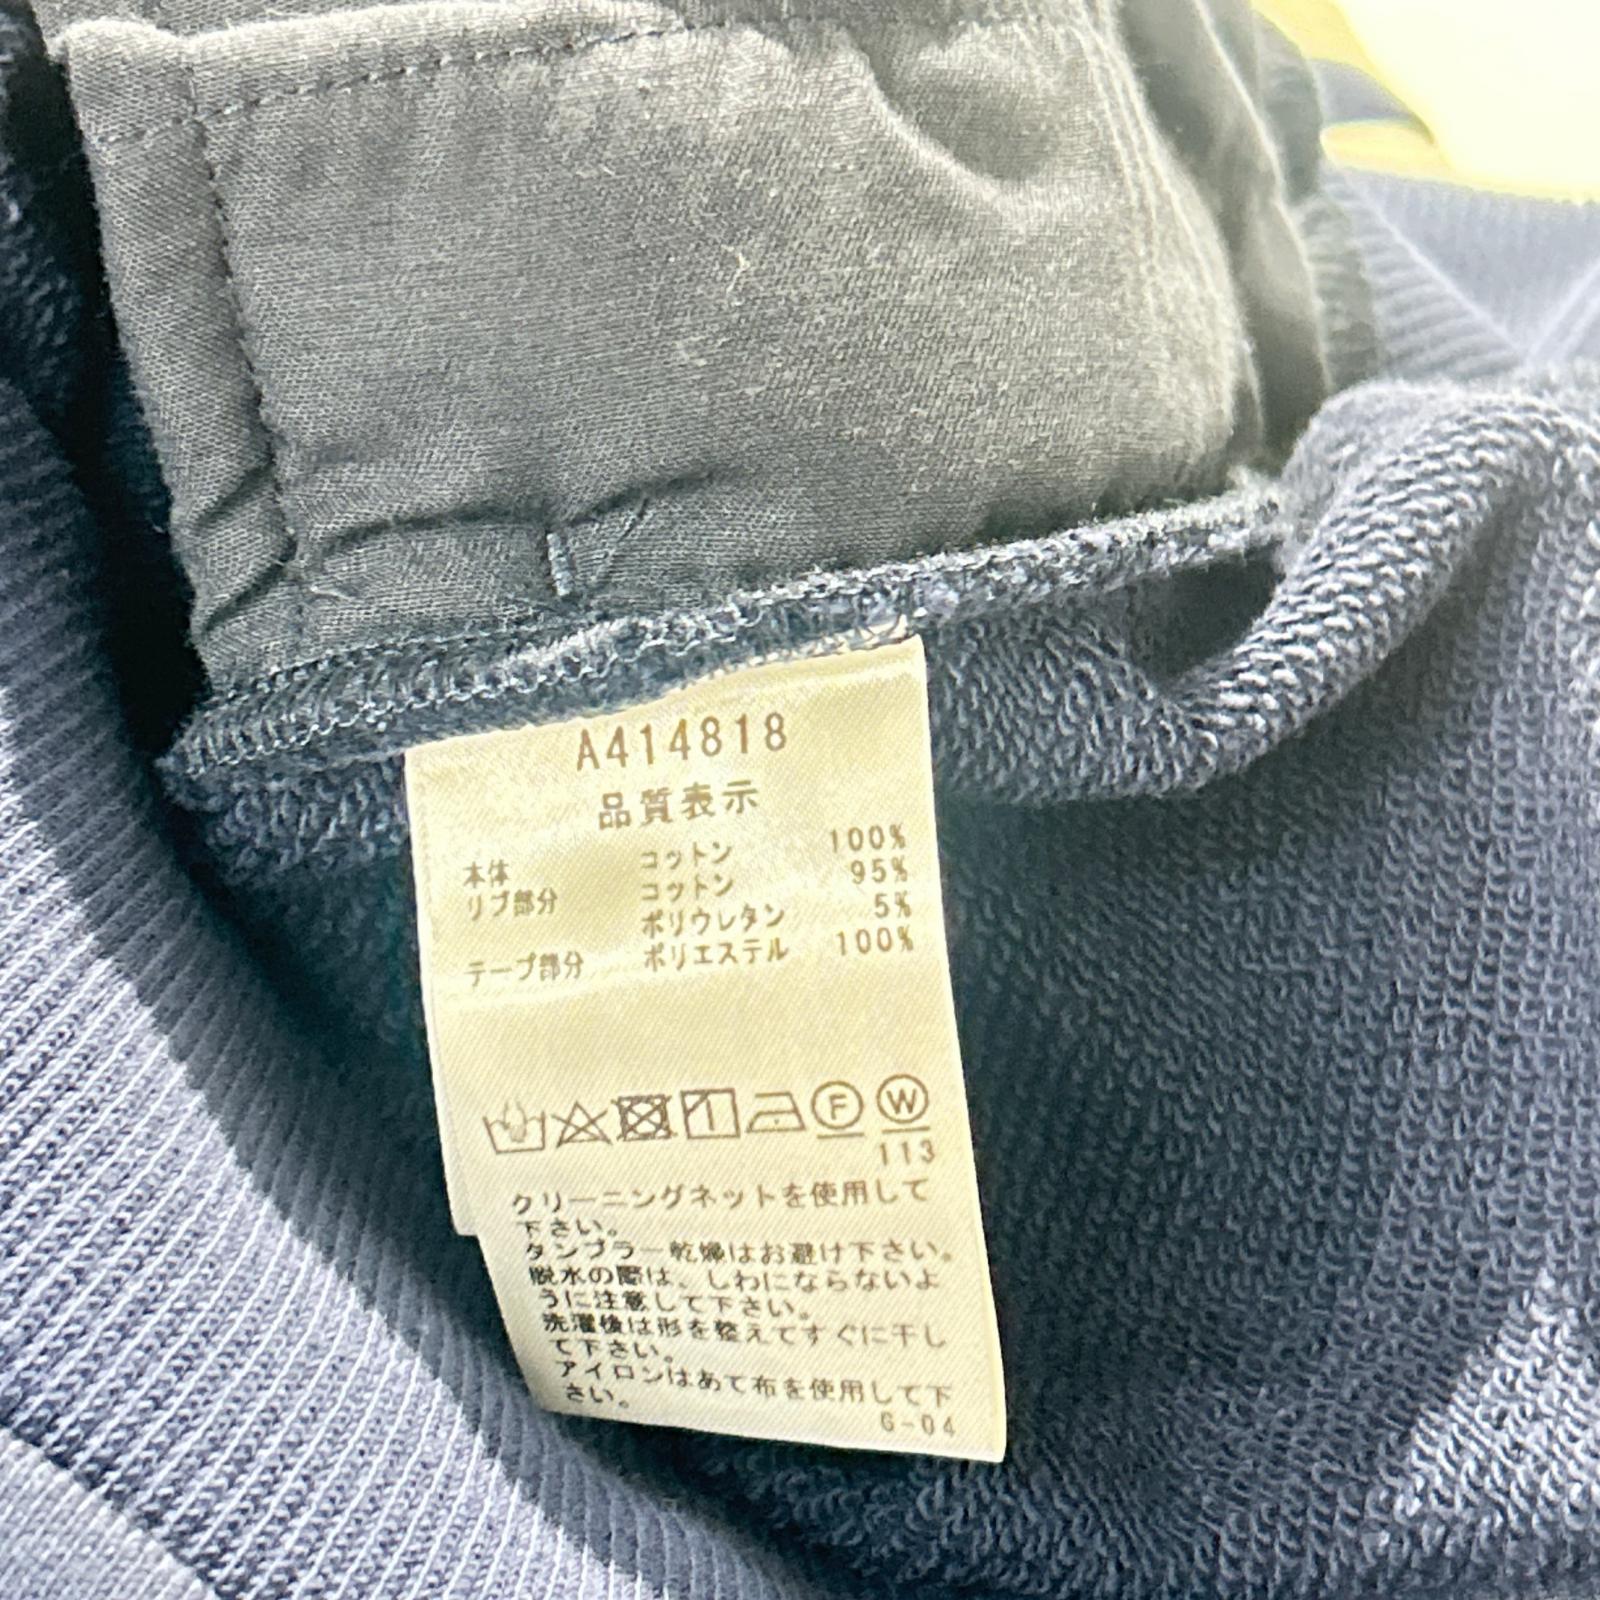 A414818
品質表示
本体 コットン 100%
リブ部分 コットン 95%
ポリウレタン 5%
テープ部分 ポリエステル 100%
F W
113
クリーニングネットを使用して
下さい。
タンブラー乾燥はお避け下さい。
脱水の際は、しわにならないよ
うに注意して下さい。
洗濯後は形を整えてすぐに干し
て下さい。
アイロンはあて布を使用して下
さい。
G-04